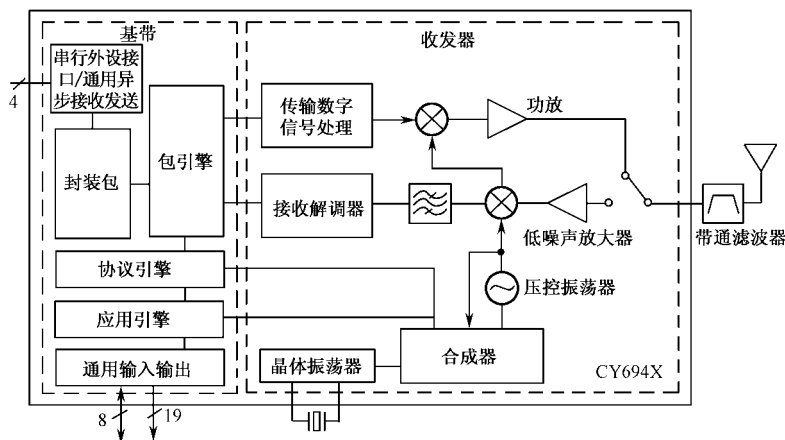 基带
收发器
串行外设接
口/通用异
步接收发送
4
包引擎
封装包
传输数字
信号处理
功放
接收解调器
低噪声放大器
带通滤波器
协议引擎
压控振荡器
应用引擎
合成器
通用输入输出
晶体振荡器
CY694X
8
19